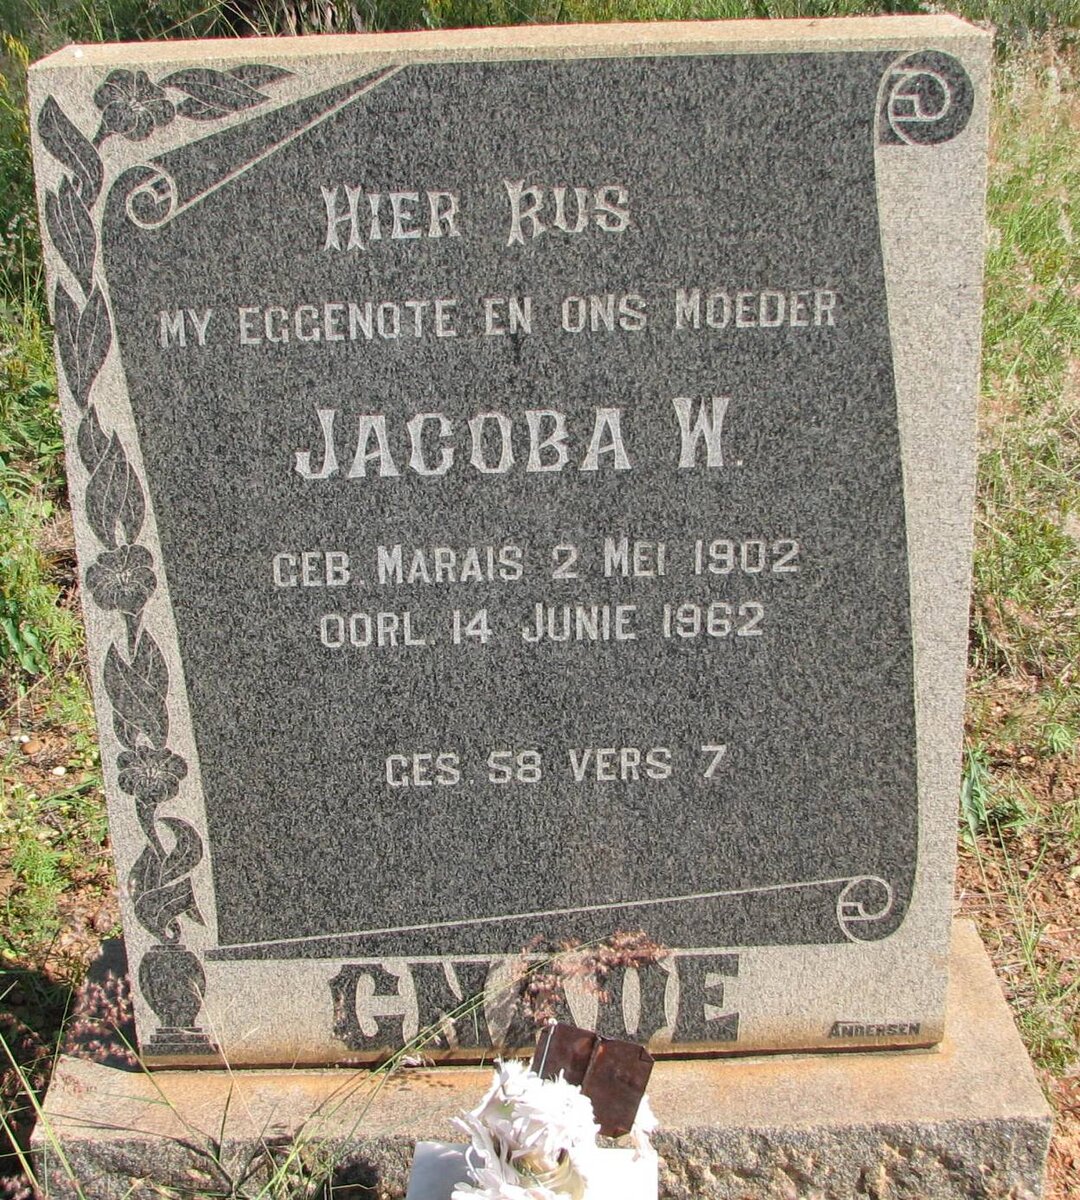 HIER RUS
MY EGGENOTE EN ONS MOEDER
JACOBA W.
GEB. MARAIS 2 MEI 1902
OORL. 14 JUNIE 1962
GES. 58 VERS 7
GNADE
ANDERSEN